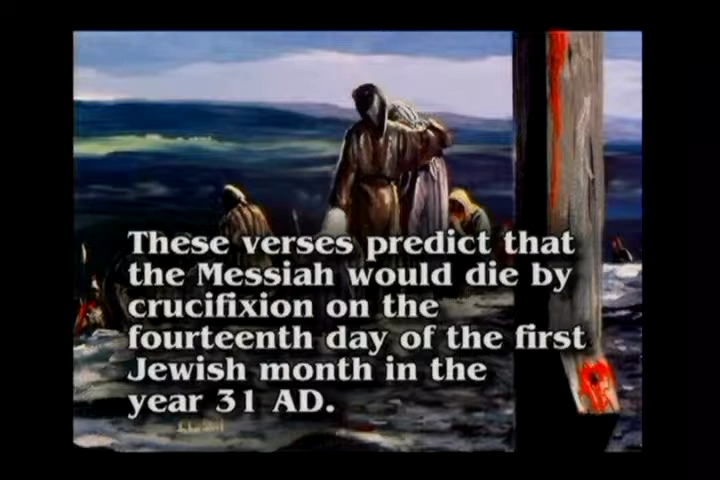 These verses predict that
the Messiah would die by
crucifixion on the
fourteenth day of the first
Jewish month in the
year 31 AD.